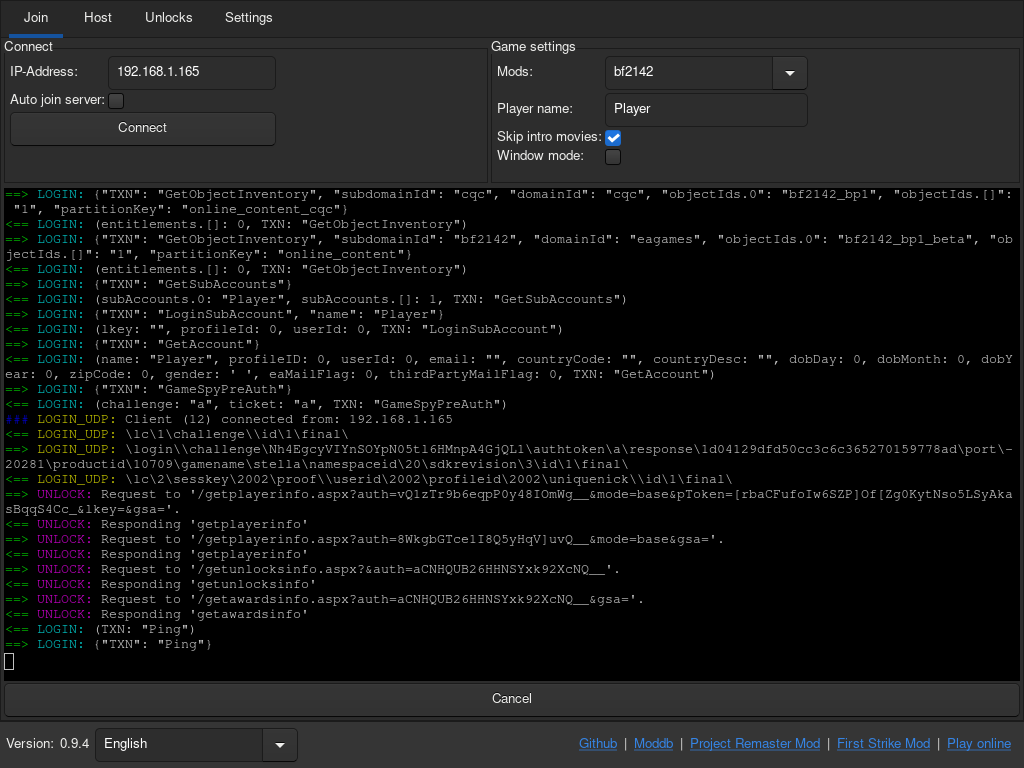 Join Host Unlocks Settings
Connect
Game settings
IP-Address: 192.168.1.165
Mods: bf2142
Auto join server:
Player name: Player
Connect
Skip intro movies:
Window mode:
==> LOGIN: {"TXN": "GetObjectInventory", "subdomainId": "cqc", "domainId": "cqc", "objectIds.0": "bf2142_bp1", "objectIds.[]":
"1", "partitionKey": "online_content_cqc"}
<== LOGIN: (entitlements.[]: 0, TXN: "GetObjectInventory")
==> LOGIN: {"TXN": "GetObjectInventory", "subdomainId": "bf2142", "domainId": "eagames", "objectIds.0": "bf2142_bp1_beta", "ob
jectIds.[]": "1", "partitionKey": "online_content"}
<== LOGIN: (entitlements.[]: 0, TXN: "GetObjectInventory")
==> LOGIN: {"TXN": "GetSubAccounts"}
<== LOGIN: (subAccounts.0: "Player", subAccounts.[]: 1, TXN: "GetSubAccounts")
==> LOGIN: {"TXN": "LoginSubAccount", "name": "Player"}
<== LOGIN: (lkey: "", profileId: 0, userId: 0, TXN: "LoginSubAccount")
==> LOGIN: {"TXN": "GetAccount"}
<== LOGIN: (name: "Player", profileID: 0, userId: 0, email: "", countryCode: "", countryDesc: "", dobDay: 0, dobMonth: 0, dobY
ear: 0, zipCode: 0, gender: ' ', eaMailFlag: 0, thirdPartyMailFlag: 0, TXN: "GetAccount")
==> LOGIN: {"TXN": "GameSpyPreAuth"}
<== LOGIN: (challenge: "a", ticket: "a", TXN: "GameSpyPreAuth")
### LOGIN_UDP: Client (12) connected from: 192.168.1.165
<== LOGIN_UDP: \lc\1\challenge\\id\1\final\
==> LOGIN_UDP: \login\\challenge\Nh4EgcyVIYnSOYpN05tl6HMnpA4GjQL1\authtoken\a\response\1d04129dfd50cc3c6c365270159778ad\port\-
20281\productid\10709\gamename\stella\namespaceid\20\sdkrevision\3\id\1\final\
<== LOGIN_UDP: \lc\2\sesskey\2002\proof\\userid\2002\profileid\2002\uniquenick\\id\1\final\
==> UNLOCK: Request to '/getplayerinfo.aspx?auth=vQlzTr9b6eqpP0y48IOmWg__&mode=base&pToken=[rbaCFufoIw6SZP]Of[Zg0KytNso5LSyAka
sBqqS4Cc_&lkey=&gsa='.
<== UNLOCK: Responding 'getplayerinfo'
==> UNLOCK: Request to '/getplayerinfo.aspx?auth=8WkgbGTce1I8Q5yHqV]uvQ__&mode=base&gsa='.
<== UNLOCK: Responding 'getplayerinfo'
==> UNLOCK: Request to '/getunlocksinfo.aspx?&auth=aCNHQUB26HHNSYxk92XcNQ__'.
<== UNLOCK: Responding 'getunlocksinfo'
==> UNLOCK: Request to '/getawardsinfo.aspx?auth=aCNHQUB26HHNSYxk92XcNQ__&gsa='.
<== UNLOCK: Responding 'getawardsinfo'
<== LOGIN: (TXN: "Ping")
==> LOGIN: {"TXN": "Ping"}
Cancel
Version: 0.9.4 English Github | Moddb | Project Remaster Mod | First Strike Mod | Play online